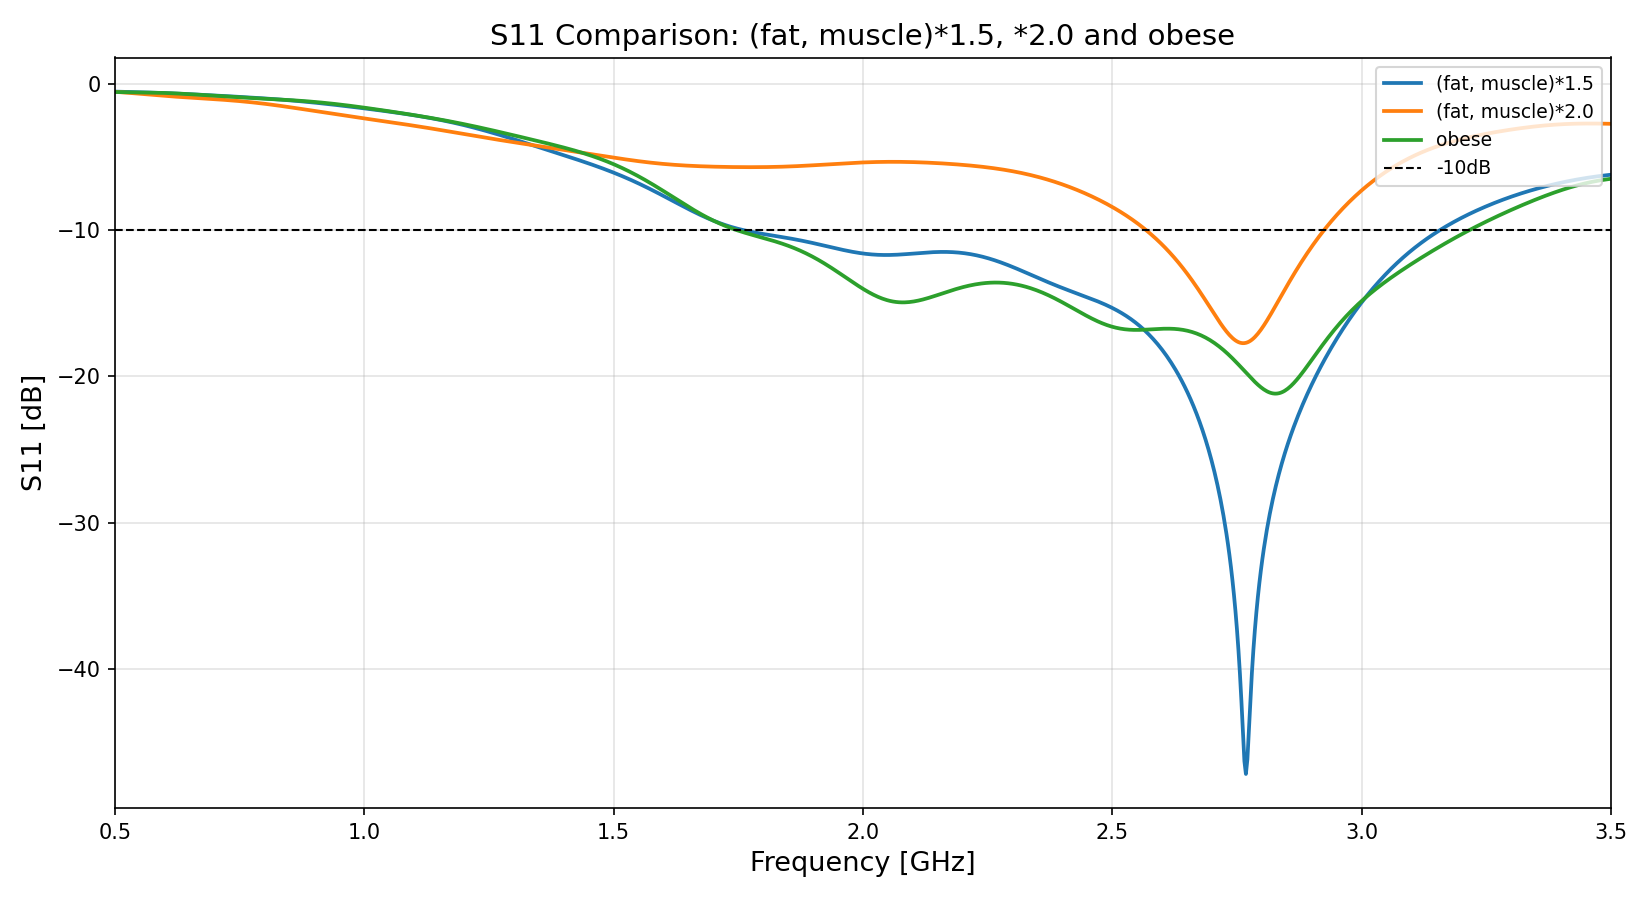 S11 Comparison: (fat, muscle)*1.5, *2.0 and obese
(fat, muscle)*1.5
(fat, muscle)*2.0
obese
-10dB
0
−10
−20
−30
−40
S11 [dB]
0.5 1.0 1.5 2.0 2.5 3.0 3.5
Frequency [GHz]